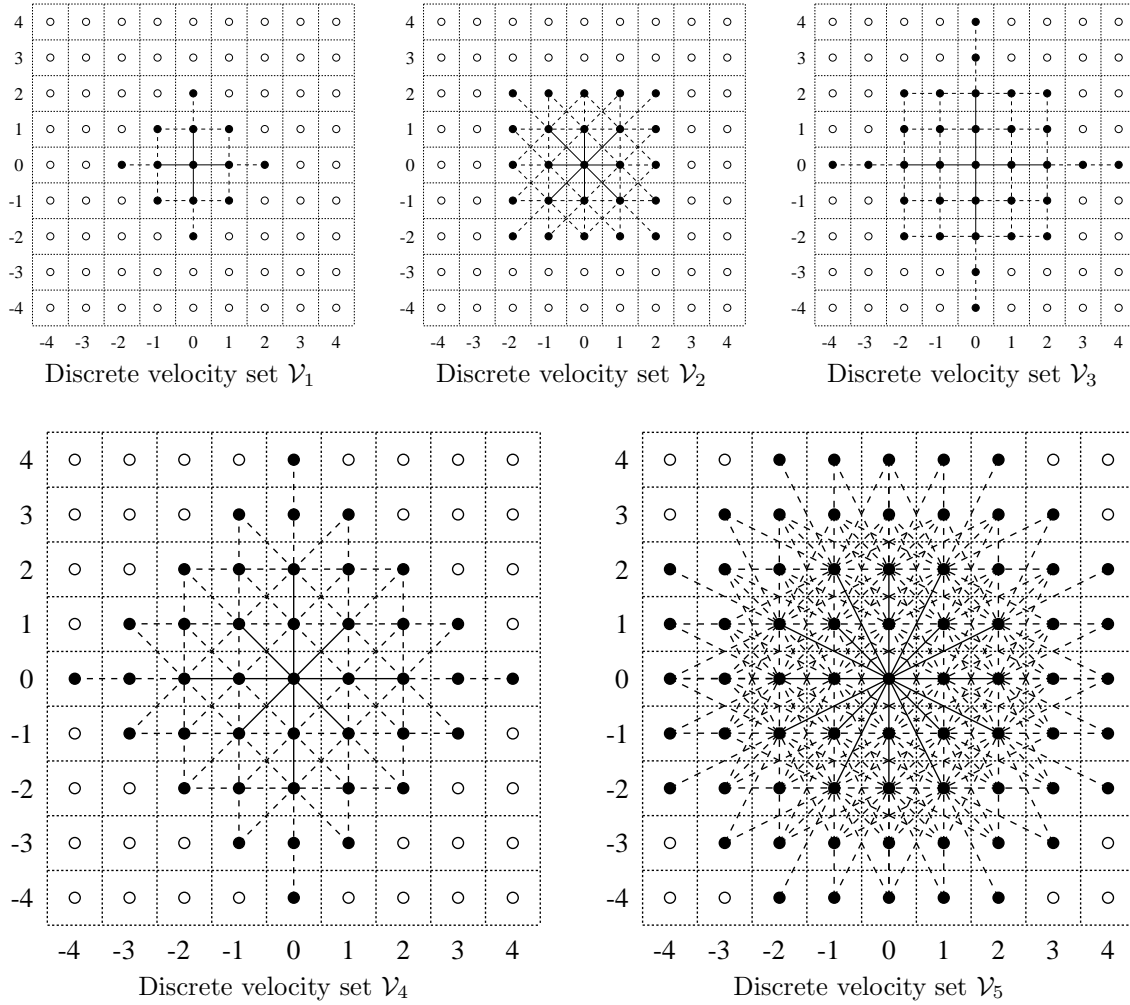 4 4 4
3 3 3
2 2 2
1 1 1
0 0 0
-1 -1 -1
-2 -2 -2
-3 -3 -3
-4 -4 -4
-4 -3 -2 -1 0 1 2 3 4 -4 -3 -2 -1 0 1 2 3 4 -4 -3 -2 -1 0 1 2 3 4
Discrete velocity set 𝒱₁ Discrete velocity set 𝒱₂ Discrete velocity set 𝒱₃
4 4
3 3
2 2
1 1
0 0
-1 -1
-2 -2
-3 -3
-4 -4
-4 -3 -2 -1 0 1 2 3 4 -4 -3 -2 -1 0 1 2 3 4
Discrete velocity set 𝒱₄ Discrete velocity set 𝒱₅